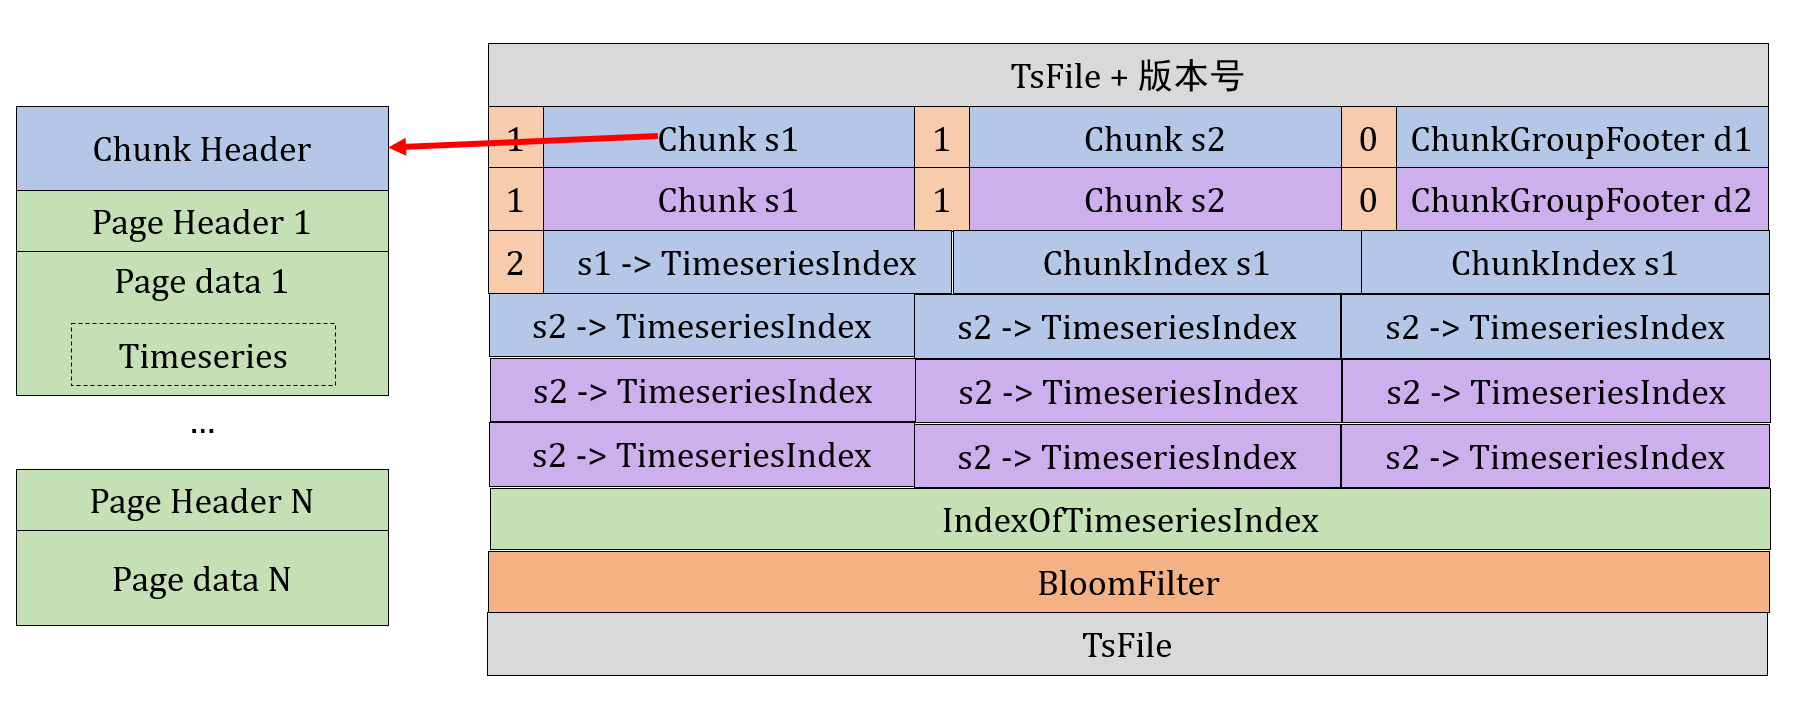 Chunk Header
Page Header 1
Page data 1
Timeseries
...
Page Header N
Page data N
TsFile + 版本号
1 Chunk s1 1 Chunk s2 0 ChunkGroupFooter d1
1 Chunk s1 1 Chunk s2 0 ChunkGroupFooter d2
2 s1 -> TimeseriesIndex ChunkIndex s1 ChunkIndex s1
s2 -> TimeseriesIndex s2 -> TimeseriesIndex s2 -> TimeseriesIndex
s2 -> TimeseriesIndex s2 -> TimeseriesIndex s2 -> TimeseriesIndex
s2 -> TimeseriesIndex s2 -> TimeseriesIndex s2 -> TimeseriesIndex
IndexOfTimeseriesIndex
BloomFilter
TsFile